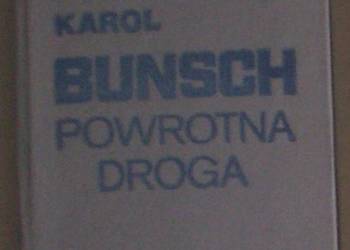 KAROL
BUNSCH
POWROTNA
DROGA